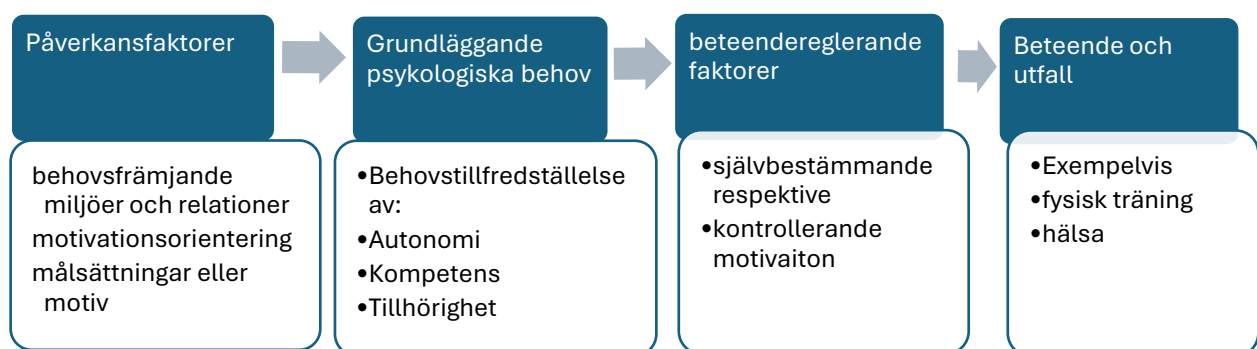 Påverkansfaktorer
behovsfrämjande
miljöer och relationer
motivationsorientering
målsättningar eller
motiv
Grundläggande
psykologiska behov
•Behovstillfredställelse
av:
•Autonomi
•Kompetens
•Tillhörighet
beteendereglerande
faktorer
•självbestämmande
respektive
•kontrollerande
motivaiton
Beteende och
utfall
•Exempelvis
•fysisk träning
•hälsa